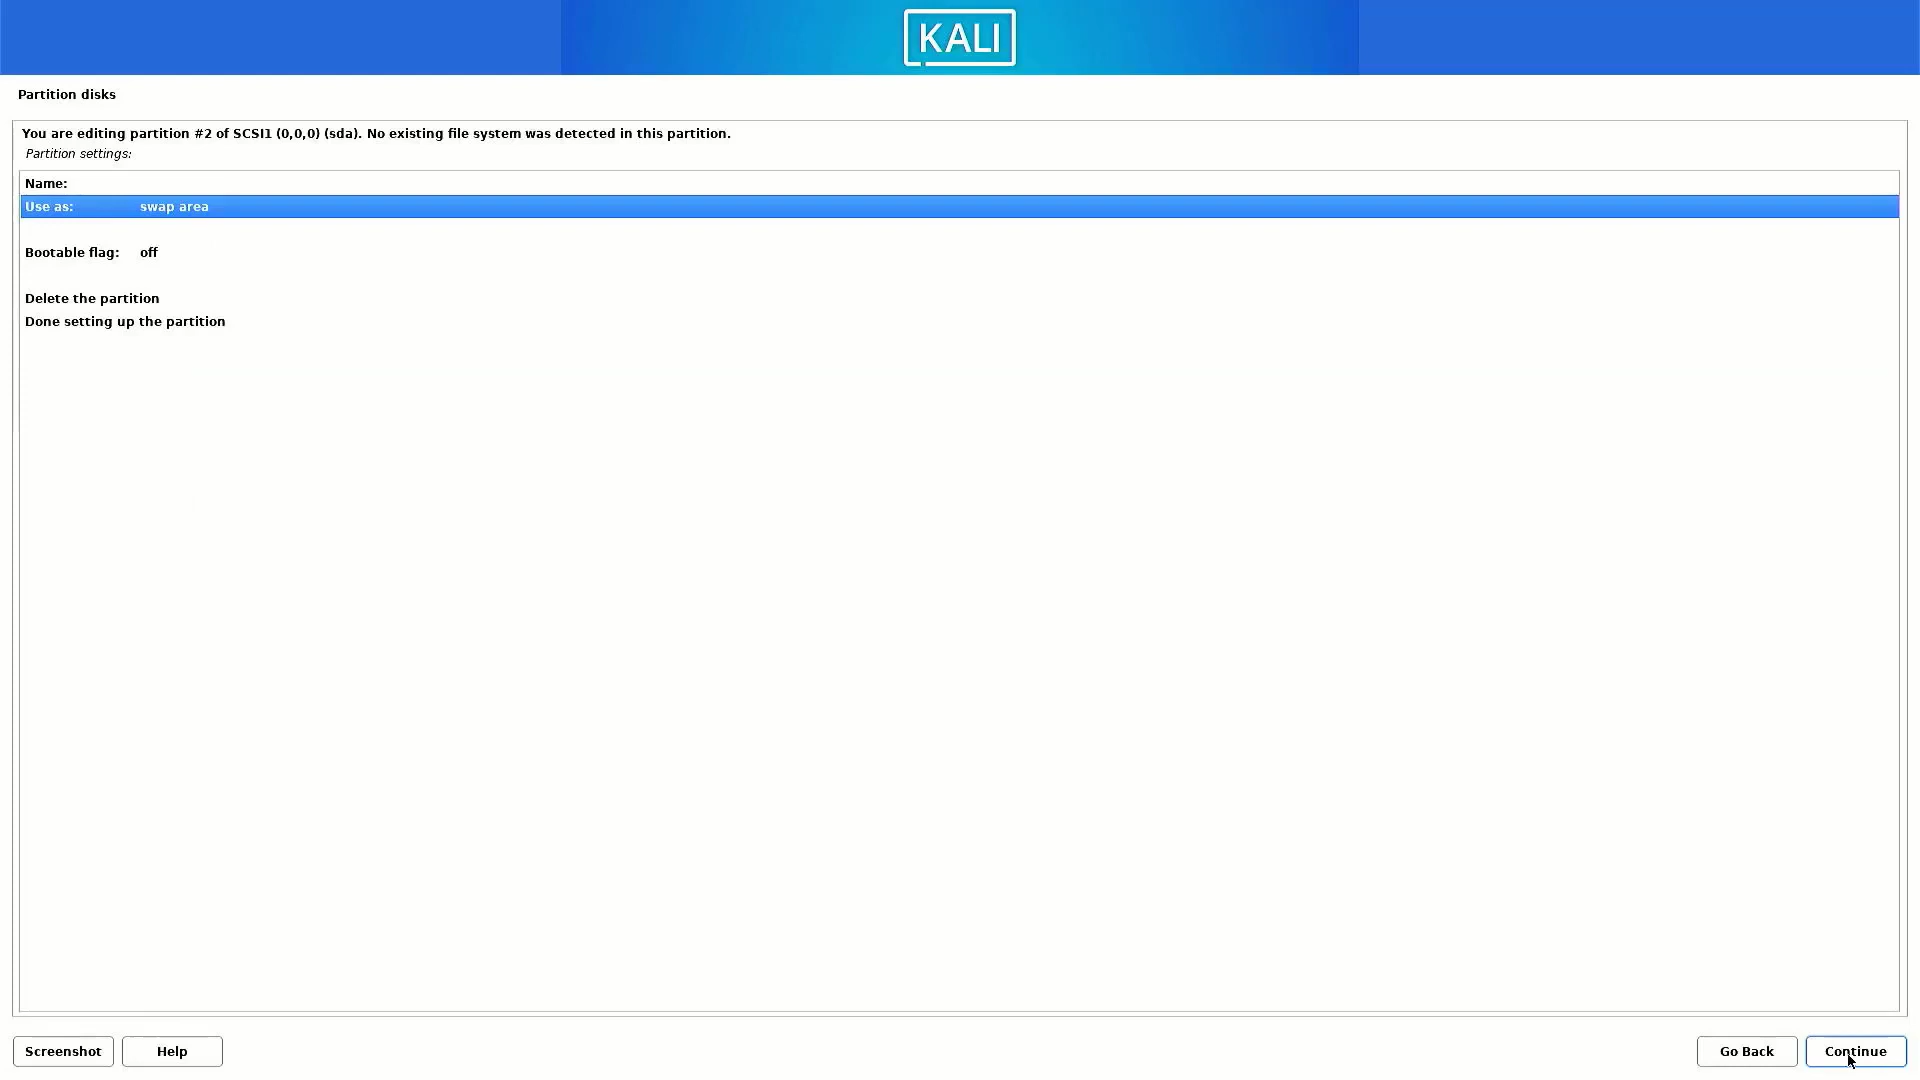 KALI
Partition disks
You are editing partition #2 of SCSI1 (0,0,0) (sda). No existing file system was detected in this partition.
Partition settings:
Name:
Use as: swap area
Bootable flag: off
Delete the partition
Done setting up the partition
Screenshot Help Go Back Continue